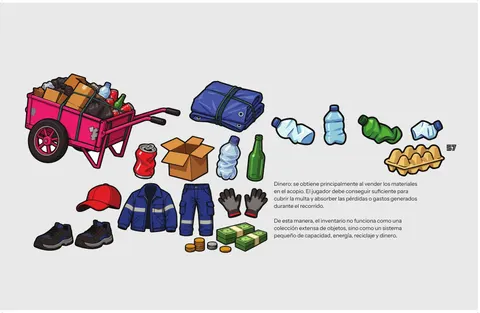 57
Dinero: se obtiene principalmente al vender los materiales
en el acopio. El jugador debe conseguir suficiente para
cubrir la multa y absorber las pérdidas o gastos generados
durante el recorrido.
De esta manera, el inventario no funciona como una
colección extensa de objetos, sino como un sistema
pequeño de capacidad, energía, reciclaje y dinero.